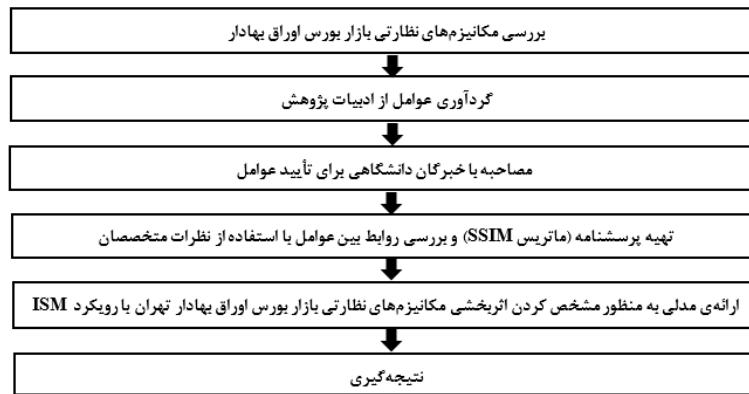 بررسی مکانیزم‌های نظارتی بازار بورس اوراق بهادار
گردآوری عوامل از ادبیات پژوهش
مصاحبه با خبرگان دانشگاهی برای تأیید عوامل
تهیه پرسشنامه (ماتریس SSIM) و بررسی روابط بین عوامل با استفاده از نظرات متخصصان
ارائه‌ی مدلی به منظور مشخص کردن اثربخشی مکانیزم‌های نظارتی بازار بورس اوراق بهادار تهران با رویکرد ISM
نتیجه‌گیری